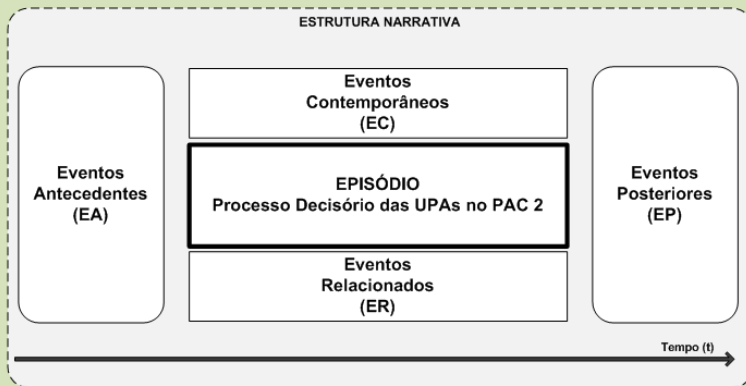 ESTRUTURA NARRATIVA
Eventos
Antecedentes
(EA)
Eventos
Contemporâneos
(EC)
EPISÓDIO
Processo Decisório das UPAs no PAC 2
Eventos
Relacionados
(ER)
Eventos
Posteriores
(EP)
Tempo (t)